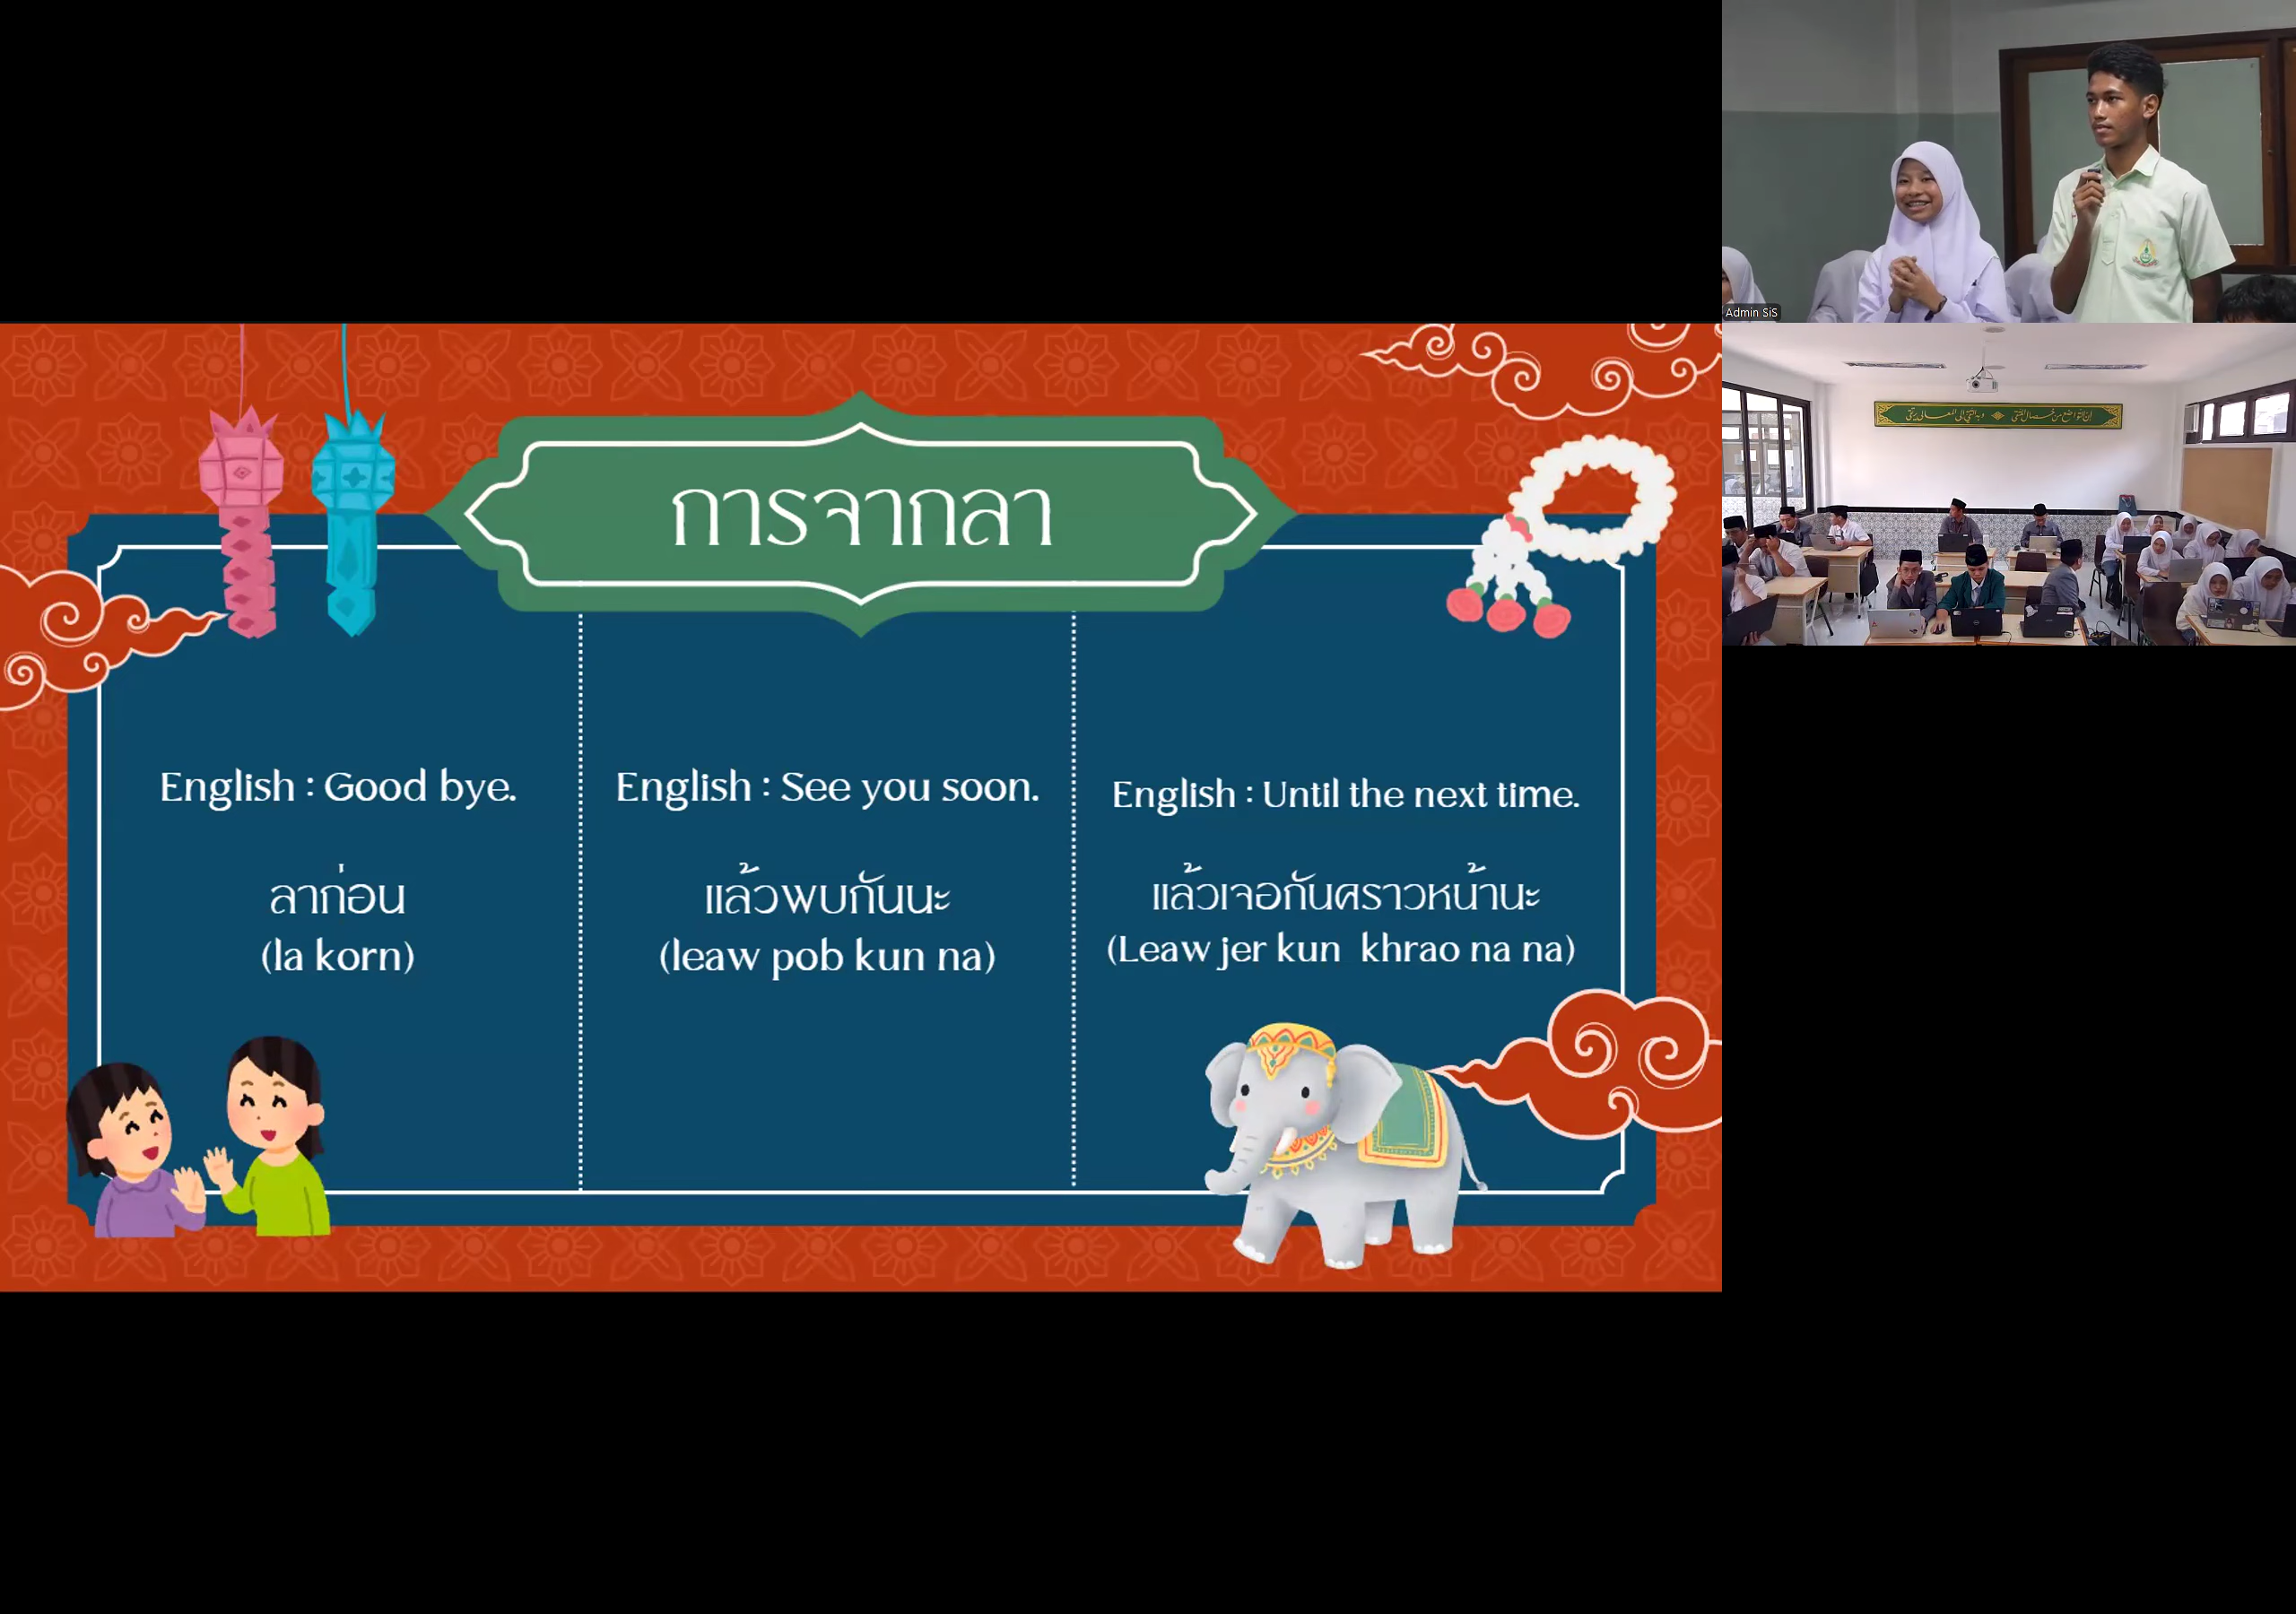 การจากลา
English : Good bye.
ลาก่อน
(la korn)
English : See you soon.
แล้วพบกันนะ
(leaw pob kun na)
English : Until the next time.
แล้วเจอกันศราวหน้านะ
(Leaw jer kun khrao na na)
Admin SiS